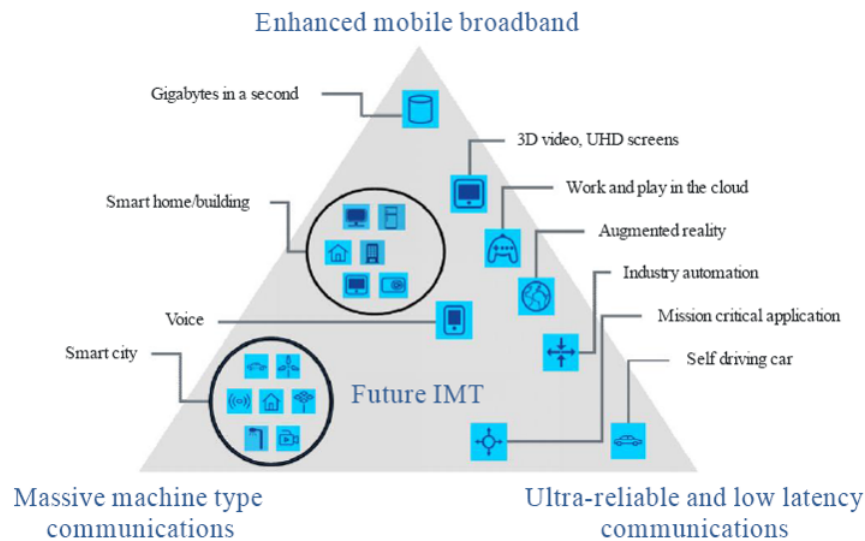 Enhanced mobile broadband
Gigabytes in a second
3D video, UHD screens
Work and play in the cloud
Smart home/building
Augmented reality
Industry automation
Mission critical application
Voice
Smart city
Self driving car
Future IMT
Massive machine type
communications
Ultra-reliable and low latency
communications